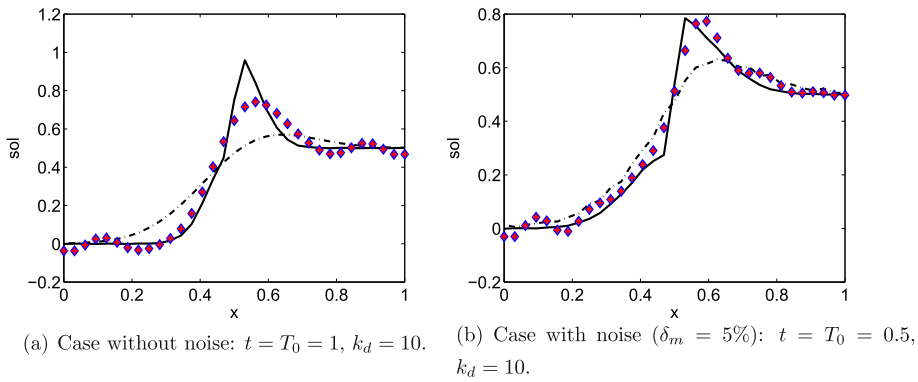 1.2
1
0.8
0.6
0.4
0.2
0
−0.2
sol
0 0.2 0.4 0.6 0.8 1
x
(a) Case without noise: t = T₀ = 1, k_d = 10.
0.8
0.6
0.4
0.2
0
−0.2
sol
0 0.2 0.4 0.6 0.8 1
x
(b) Case with noise (δ_m = 5%): t = T₀ = 0.5,
k_d = 10.